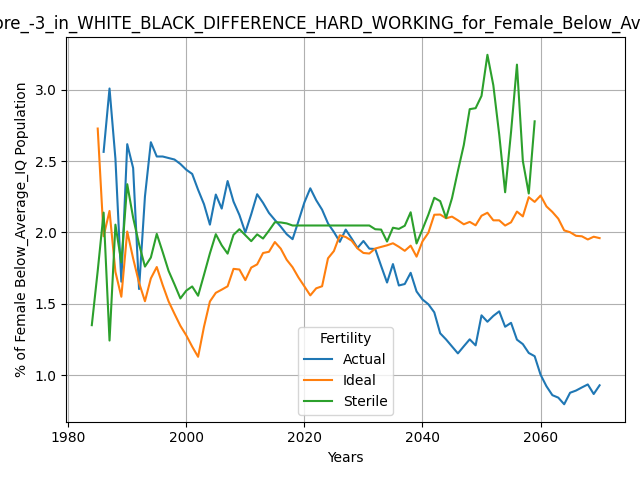 ore_-3_in_WHITE_BLACK_DIFFERENCE_HARD_WORKING_for_Female_Below_Av
% of Female Below_Average_IQ Population
3.0
2.5
2.0
1.5
1.0
Fertility
Actual
Ideal
Sterile
1980
2000
2020
2040
2060
Years